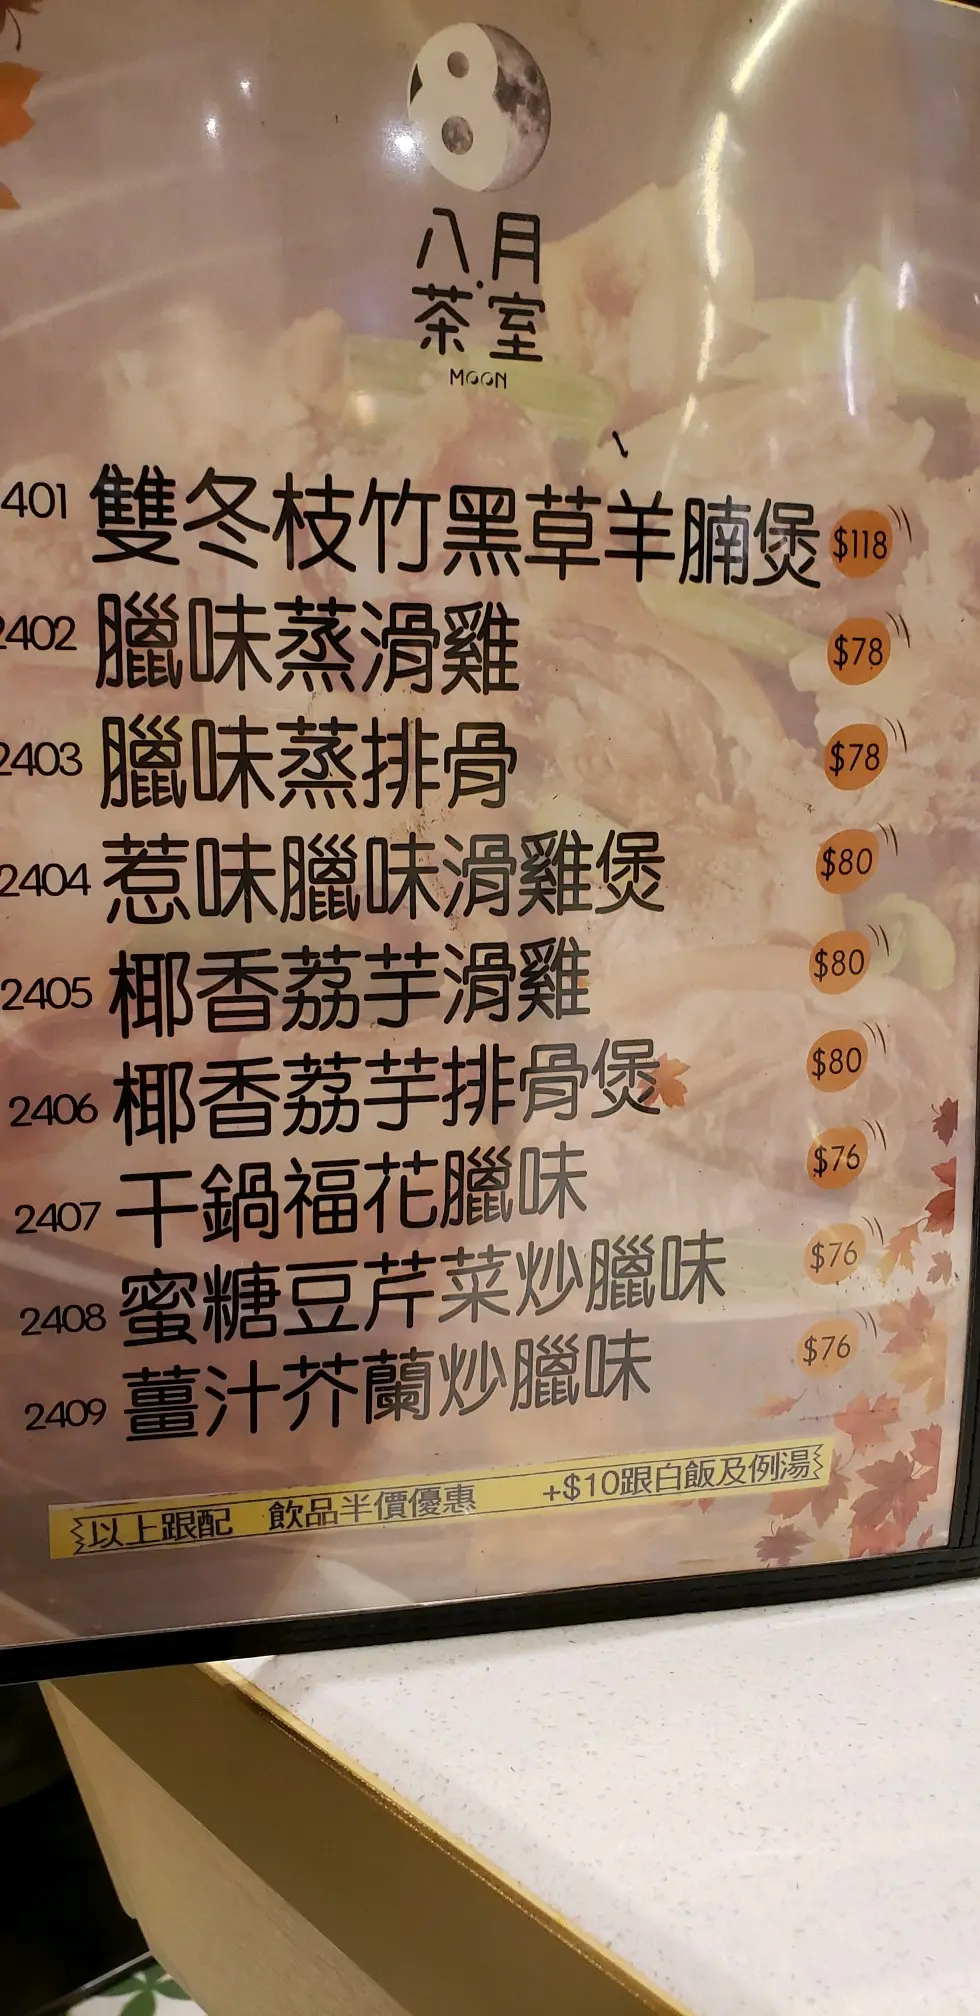 八月
茶室
MOON
401 雙冬枝竹黑草羊腩煲 $118
2402 臘味蒸滑雞 $78
2403 臘味蒸排骨 $78
2404 惹味臘味滑雞煲 $80
2405 椰香荔芋滑雞 $80
2406 椰香荔芋排骨煲 $80
2407 干鍋福花臘味 $76
2408 蜜糖豆芹菜炒臘味 $76
2409 薑汁芥蘭炒臘味 $76
以上跟配 飲品半價優惠 +$10跟白飯及例湯